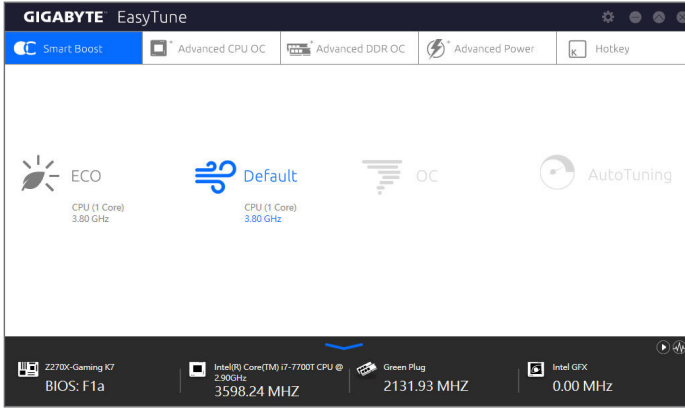 GIGABYTE™ EasyTune
Smart Boost
Advanced CPU OC
Advanced DDR OC
Advanced Power
K
Hotkey
ECO
CPU (1 Core)
3.80 GHz
Default
CPU (1 Core)
3.80 GHz
OC
AutoTuning
Z270X-Gaming K7
BIOS: F1a
Intel(R) Core(TM) i7-7700T CPU @
2.90GHz
3598.24 MHZ
Green Plug
2131.93 MHZ
Intel GFX
0.00 MHz